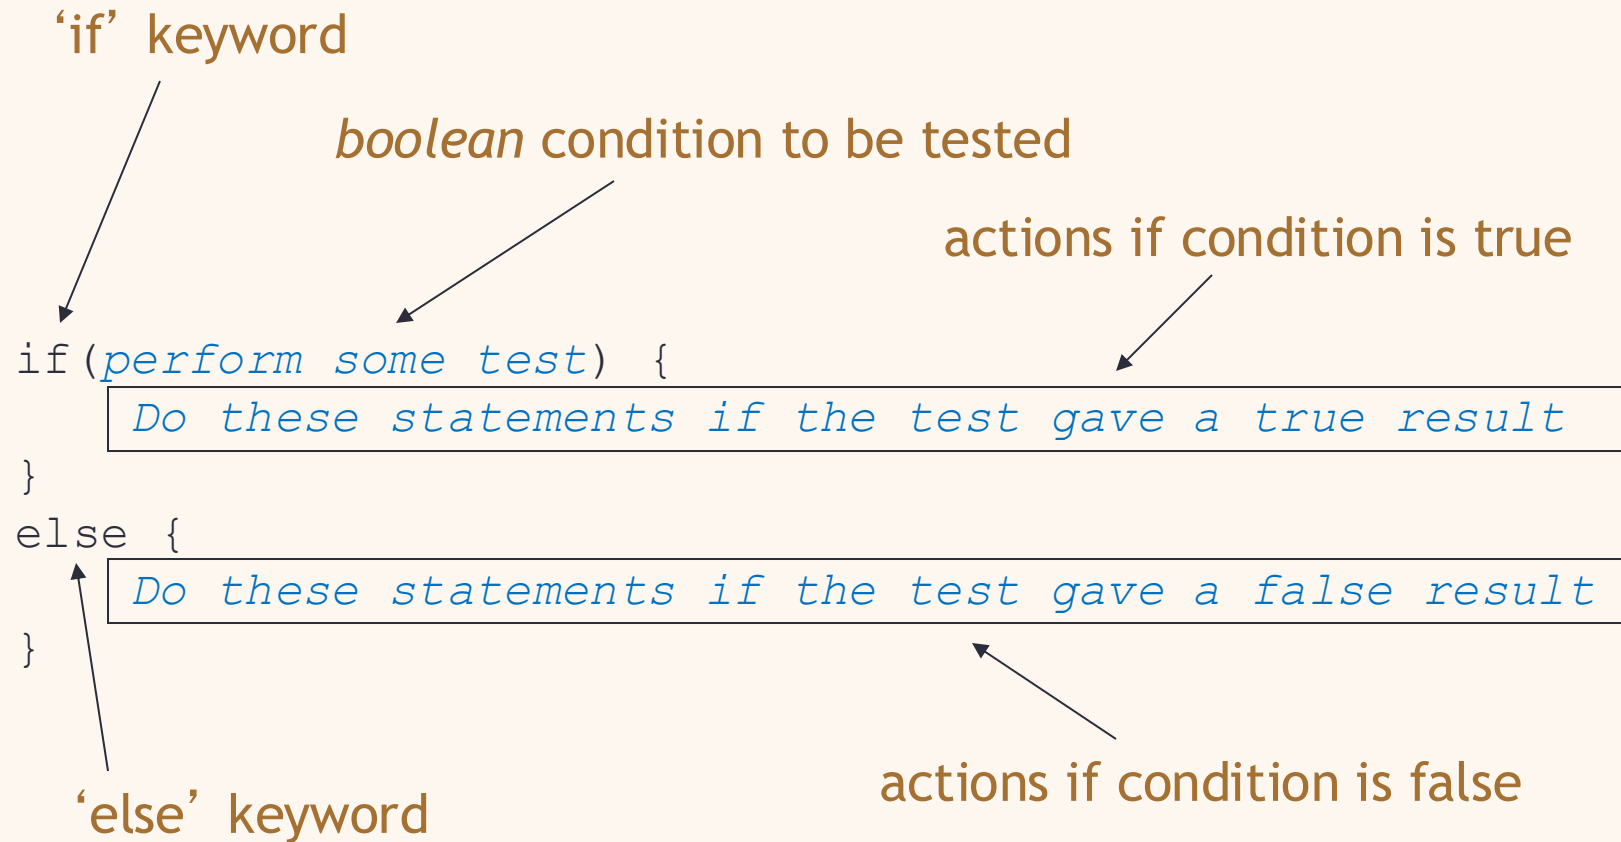 ‘if’ keyword
boolean condition to be tested
actions if condition is true
if(perform some test) {
Do these statements if the test gave a true result
}
else {
Do these statements if the test gave a false result
}
actions if condition is false
‘else’ keyword